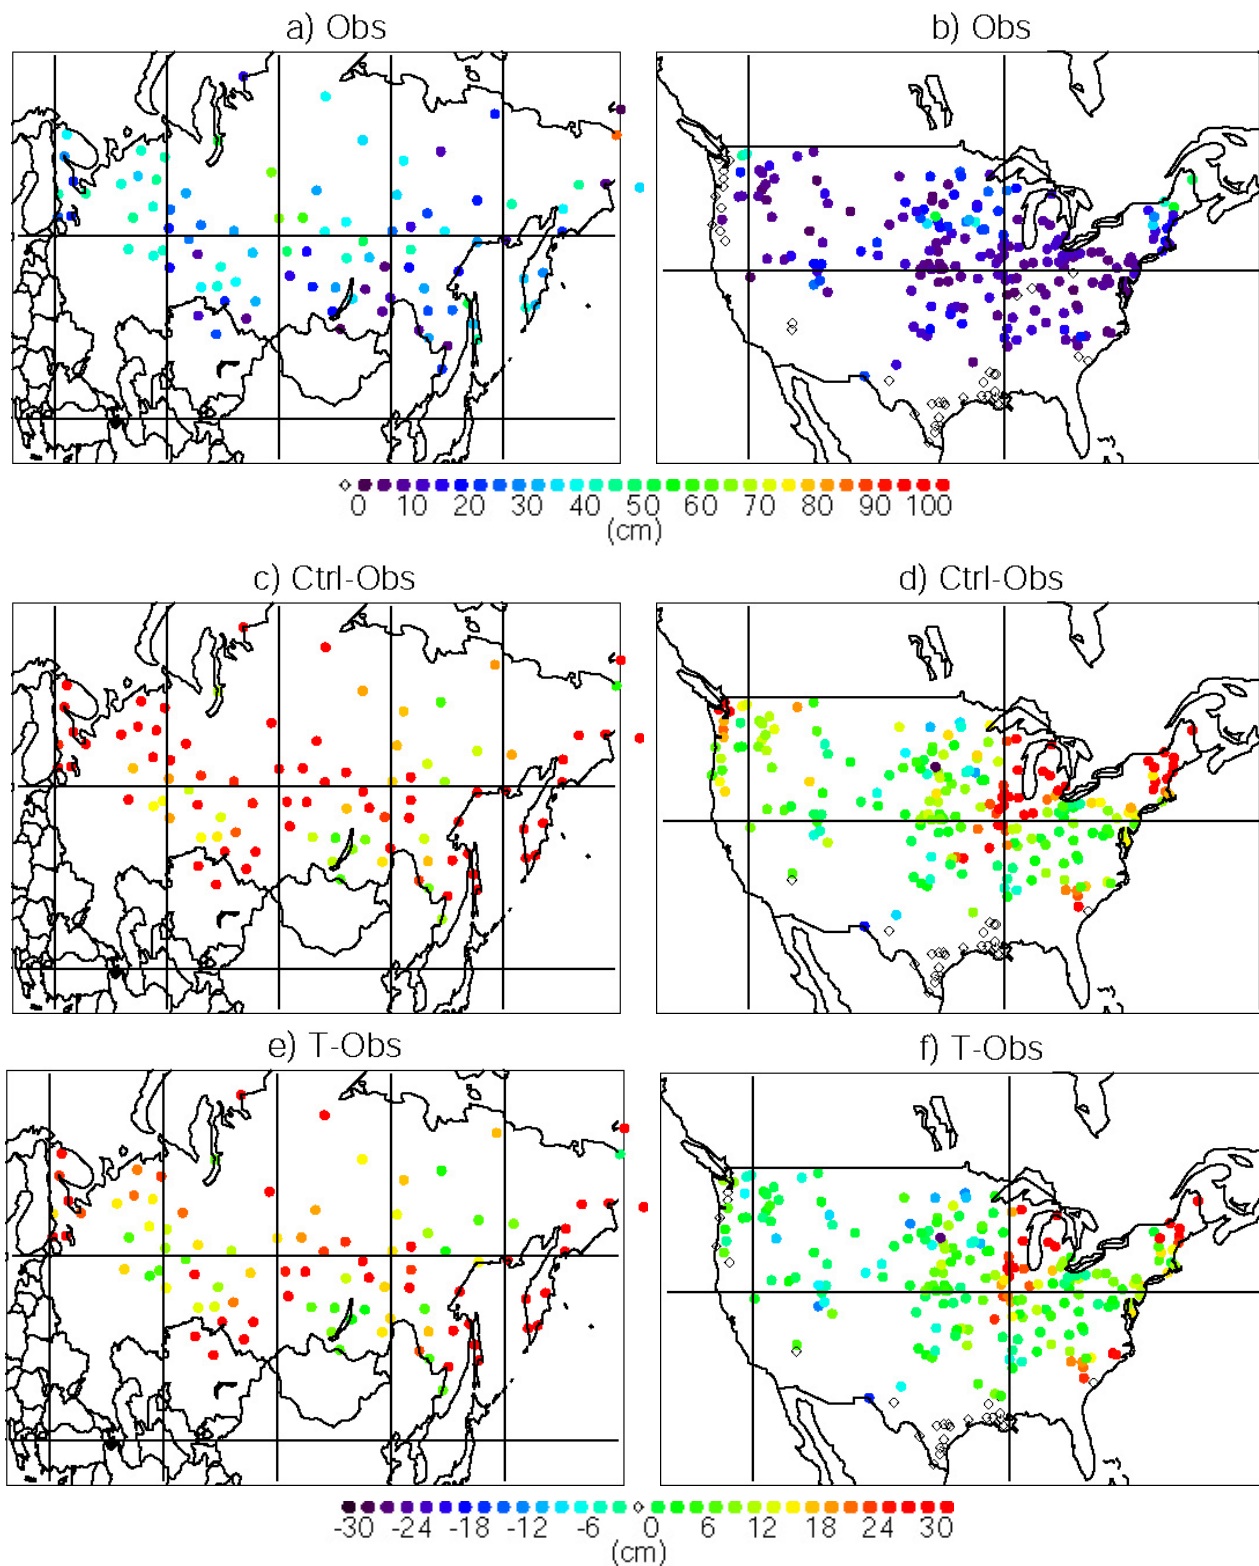 a) Obs
b) Obs
0 10 20 30 40 50 60 70 80 90 100
(cm)
c) Ctrl-Obs
d) Ctrl-Obs
e) T-Obs
f) T-Obs
-30 -24 -18 -12 -6 0 6 12 18 24 30
(cm)